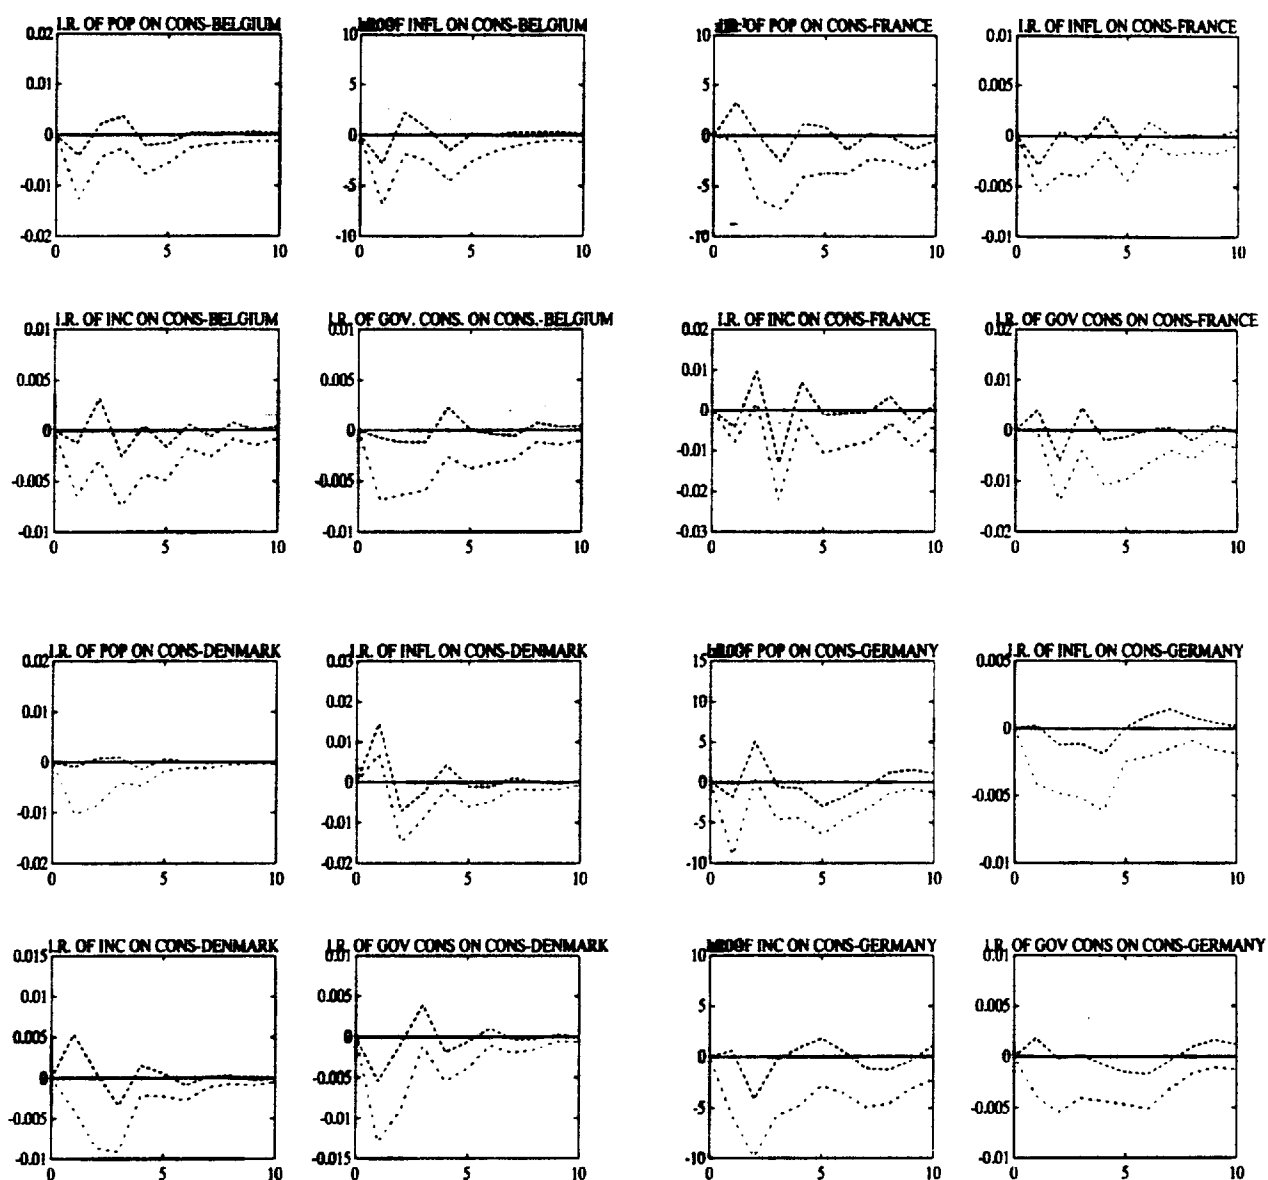 I.R. OF POP ON CONS-BELGIUM
0.02
0.01
0
-0.01
-0.02
0 5 10
OF INFL ON CONS-BELGIUM
10
5
0
-5
-10
0 5 10
OF POP ON CONS-FRANCE
10
5
0
-5
-10
0 5 10
I.R. OF INFL ON CONS-FRANCE
0.01
0.005
0
-0.005
-0.01
0 5 10
I.R. OF INC ON CONS-BELGIUM
0.01
0.005
0
-0.005
-0.01
0 5 10
I.R. OF GOV. CONS. ON CONS.-BELGIUM
0.01
0.005
0
-0.005
-0.01
0 5 10
I.R. OF INC ON CONS-FRANCE
0.02
0.01
0
-0.01
-0.02
-0.03
0 5 10
I.R. OF GOV CONS ON CONS-FRANCE
0.02
0.01
0
-0.01
-0.02
0 5 10
I.R. OF POP ON CONS-DENMARK
0.02
0.01
0
-0.01
-0.02
0 5 10
I.R. OF INFL ON CONS-DENMARK
0.03
0.02
0.01
0
-0.01
-0.02
0 5 10
OF POP ON CONS-GERMANY
15
10
5
0
-5
-10
0 5 10
I.R. OF INFL ON CONS-GERMANY
0.005
0
-0.005
-0.01
0 5 10
I.R. OF INC ON CONS-DENMARK
0.015
0.01
0.005
0
-0.005
-0.01
0 5 10
I.R. OF GOV CONS ON CONS-DENMARK
0.01
0.005
0
-0.005
-0.01
-0.015
0 5 10
OF INC ON CONS-GERMANY
10
5
0
-5
-10
0 5 10
I.R. OF GOV CONS ON CONS-GERMANY
0.01
0.005
0
-0.005
-0.01
0 5 10